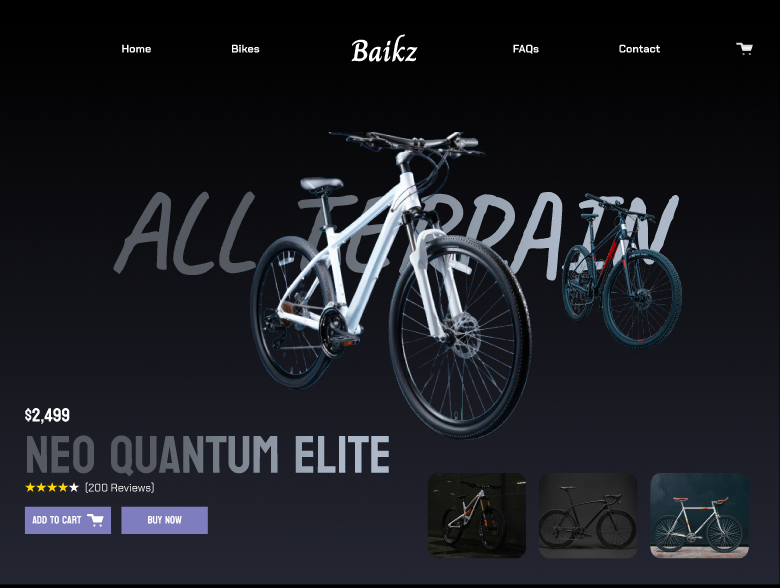 Home Bikes Baikz FAQs Contact
ALL TERRAIN
$2,499
NEO QUANTUM ELITE
(200 Reviews)
ADD TO CART BUY NOW